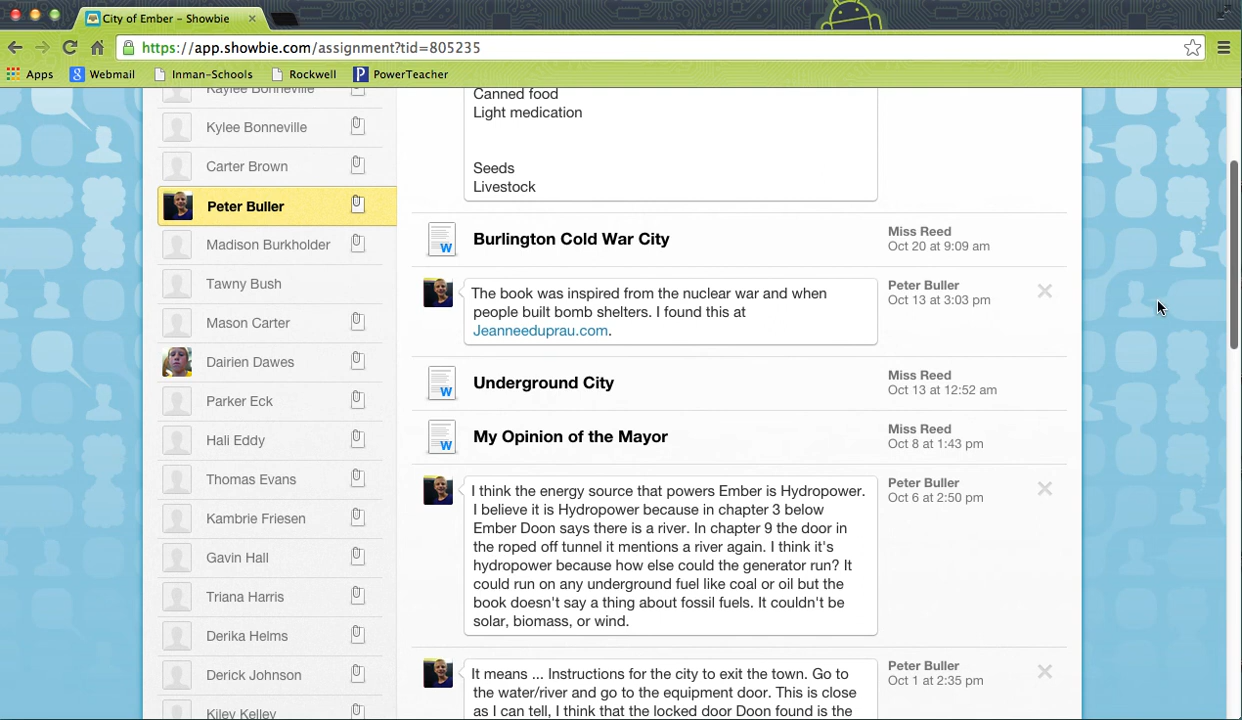 City of Ember – Showbie
https://app.showbie.com/assignment?tid=805235
Apps Webmail Inman-Schools Rockwell PowerTeacher
Kaylee Bonneville
Kylee Bonneville
Carter Brown
Peter Buller
Madison Burkholder
Tawny Bush
Mason Carter
Dairien Dawes
Parker Eck
Hali Eddy
Thomas Evans
Kambrie Friesen
Gavin Hall
Triana Harris
Derika Helms
Derick Johnson
Kiley Kelley
Canned food
Light medication
Seeds
Livestock
Burlington Cold War City
Miss Reed
Oct 20 at 9:09 am
The book was inspired from the nuclear war and when
people built bomb shelters. I found this at
Jeanneeduprau.com.
Peter Buller
Oct 13 at 3:03 pm
Underground City
Miss Reed
Oct 13 at 12:52 am
My Opinion of the Mayor
Miss Reed
Oct 8 at 1:43 pm
I think the energy source that powers Ember is Hydropower.
I believe it is Hydropower because in chapter 3 below
Ember Doon says there is a river. In chapter 9 the door in
the roped off tunnel it mentions a river again. I think it's
hydropower because how else could the generator run? It
could run on any underground fuel like coal or oil but the
book doesn't say a thing about fossil fuels. It couldn't be
solar, biomass, or wind.
Peter Buller
Oct 6 at 2:50 pm
It means ... Instructions for the city to exit the town. Go to
the water/river and go to the equipment door. This is close
as I can tell, I think that the locked door Doon found is the
Peter Buller
Oct 1 at 2:35 pm